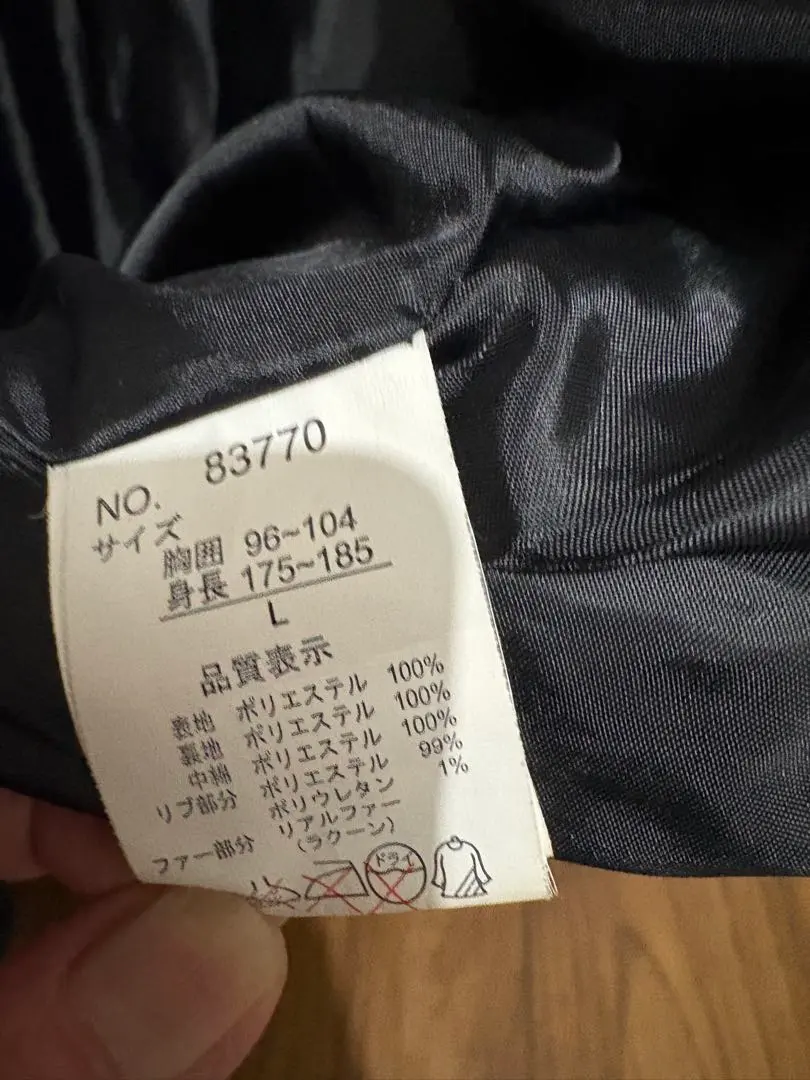 NO. 83770
サイズ
胸囲 96~104
身長 175~185
L
品質表示
表地 ポリエステル 100%
裏地 ポリエステル 100%
中綿 ポリエステル 100%
リブ部分 ポリエステル 99%
ポリウレタン 1%
ファー部分 リアルファー
(ラクーン)
ドライ